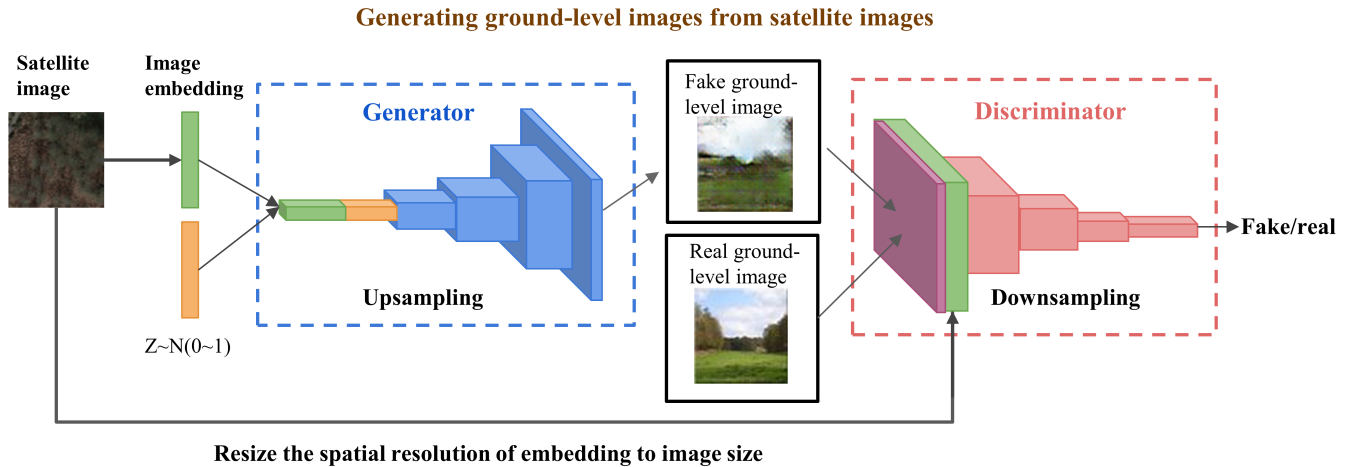 Generating ground-level images from satellite images
Satellite
image
Image
embedding
Generator
Fake ground-
level image
Discriminator
Real ground-
level image
Fake/real
Upsampling
Downsampling
Z~N(0~1)
Resize the spatial resolution of embedding to image size